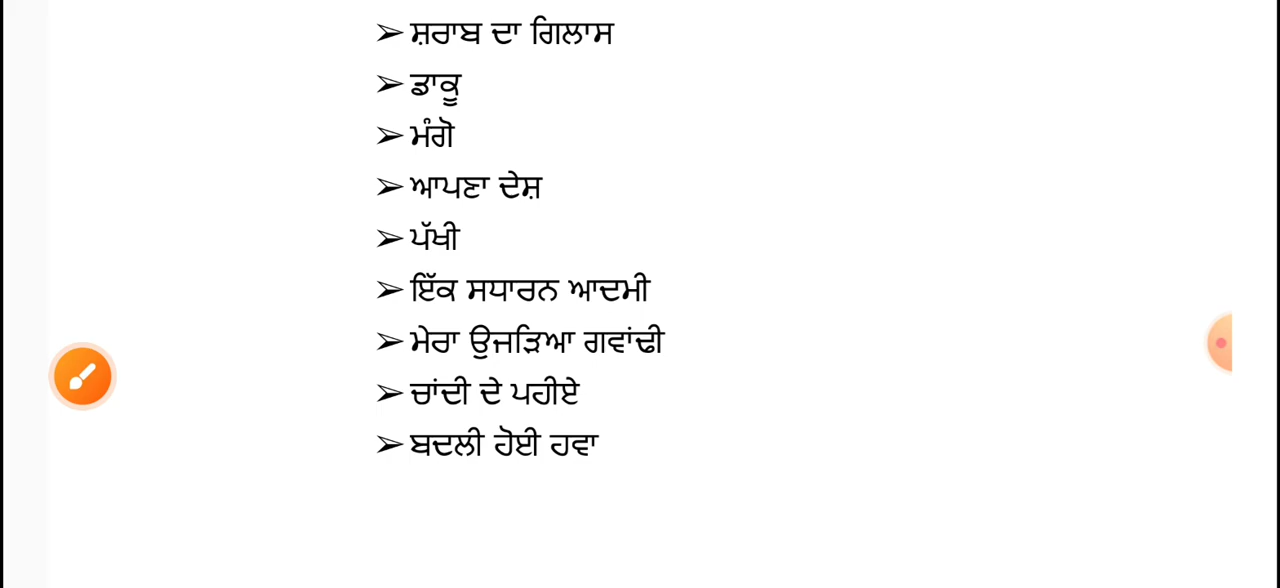 ➢ ਸ਼ਰਾਬ ਦਾ ਗਿਲਾਸ
➢ ਡਾਕੂ
➢ ਮੰਗੋ
➢ ਆਪਣਾ ਦੇਸ਼
➢ ਪੱਖੀ
➢ ਇੱਕ ਸਧਾਰਨ ਆਦਮੀ
➢ ਮੇਰਾ ਉਜੜਿਆ ਗਵਾਂਢੀ
➢ ਚਾਂਦੀ ਦੇ ਪਹੀਏ
➢ ਬਦਲੀ ਹੋਈ ਹਵਾ